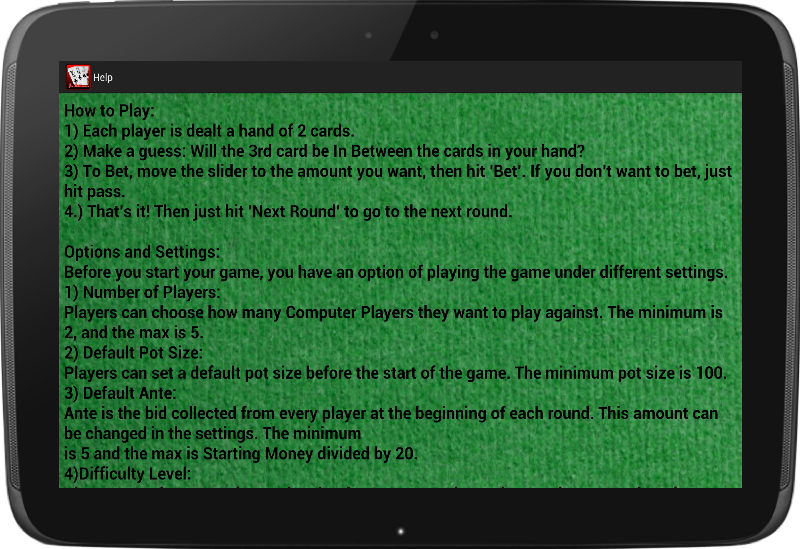 Help
How to Play:
1) Each player is dealt a hand of 2 cards.
2) Make a guess: Will the 3rd card be In Between the cards in your hand?
3) To Bet, move the slider to the amount you want, then hit 'Bet'. If you don't want to bet, just
hit pass.
4.) That's it! Then just hit 'Next Round' to go to the next round.
Options and Settings:
Before you start your game, you have an option of playing the game under different settings.
1) Number of Players:
Players can choose how many Computer Players they want to play against. The minimum is
2, and the max is 5.
2) Default Pot Size:
Players can set a default pot size before the start of the game. The minimum pot size is 100.
3) Default Ante:
Ante is the bid collected from every player at the beginning of each round. This amount can
be changed in the settings. The minimum
is 5 and the max is Starting Money divided by 20.
4)Difficulty Level: